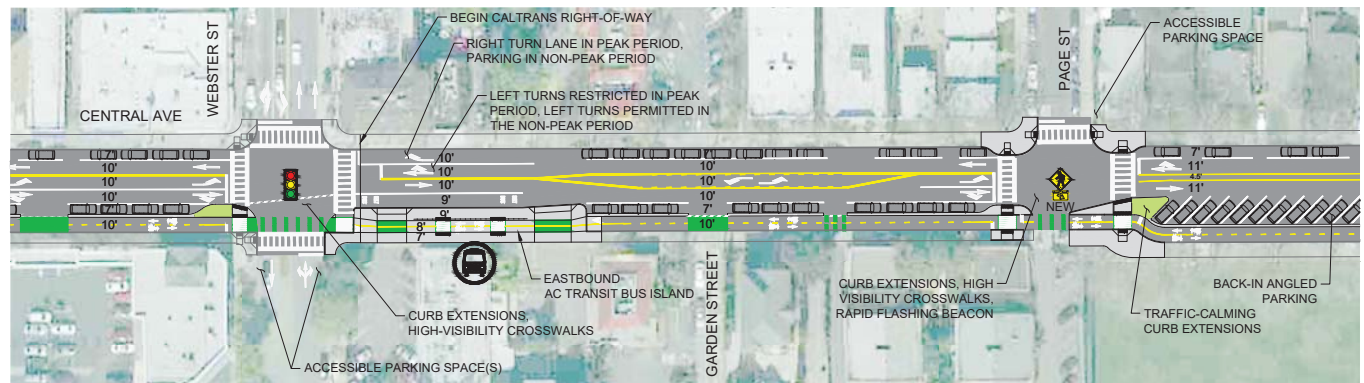 BEGIN CALTRANS RIGHT-OF-WAY
RIGHT TURN LANE IN PEAK PERIOD,
PARKING IN NON-PEAK PERIOD
LEFT TURNS RESTRICTED IN PEAK
PERIOD, LEFT TURNS PERMITTED IN
THE NON-PEAK PERIOD
ACCESSIBLE
PARKING SPACE
CENTRAL AVE
WEBSTER ST
PAGE ST
7'
10'
10'
10'
10'
7'
10'
10'
10'
10'
9'
9'
8'
7'
7'
10'
10'
10'
10'
7'
10'
7'
11'
4.5'
11'
NEW
EASTBOUND
AC TRANSIT BUS ISLAND
CURB EXTENSIONS,
HIGH-VISIBILITY CROSSWALKS
ACCESSIBLE PARKING SPACE(S)
GARDEN STREET
CURB EXTENSIONS, HIGH
VISIBILITY CROSSWALKS,
RAPID FLASHING BEACON
BACK-IN ANGLED
PARKING
TRAFFIC-CALMING
CURB EXTENSIONS